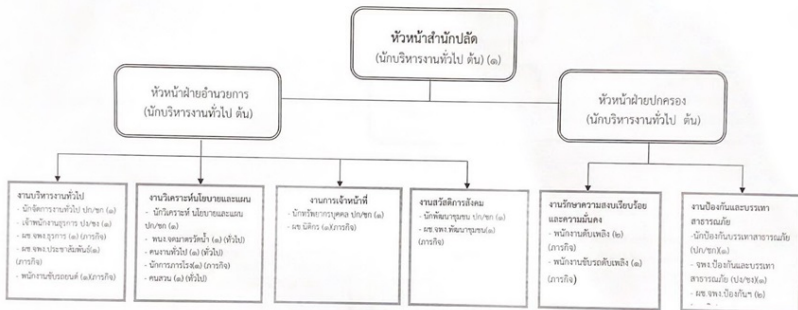 หัวหน้าสำนักปลัด
(นักบริหารงานทั่วไป ต้น) (๑)
หัวหน้าฝ่ายอำนวยการ
(นักบริหารงานทั่วไป ต้น)
หัวหน้าฝ่ายปกครอง
(นักบริหารงานทั่วไป ต้น)
งานบริหารงานทั่วไป
- นักจัดการงานทั่วไป ปก/ชก (๑)
- เจ้าพนักงานธุรการ ปง/ชง (๑)
- ผช.จพง.ธุรการ (๑) (ภารกิจ)
- ผช.จพง.ประชาสัมพันธ์(๑)
(ภารกิจ)
- พนักงานขับรถยนต์ (๑)(ภารกิจ)
งานวิเคราะห์นโยบายและแผน
- นักวิเคราะห์ นโยบายและแผน
ปก/ชก (๑)
- พนง.จดมาตรวัดน้ำ (๑) (ทั่วไป)
- คนงานทั่วไป (๑) (ทั่วไป)
- นักการภารโรง(๑) (ภารกิจ)
- คนสวน (๑) (ทั่วไป)
งานการเจ้าหน้าที่
- นักทรัพยากรบุคคล ปก/ชก (๑)
- ผช.นิติกร (๑)(ภารกิจ)
งานสวัสดิการสังคม
- นักพัฒนาชุมชน ปก/ชก (๑)
- ผช.จพง.พัฒนาชุมชน(๑)
(ภารกิจ)
งานรักษาความสงบเรียบร้อย
และความมั่นคง
- พนักงานดับเพลิง (๒)
(ภารกิจ)
- พนักงานขับรถดับเพลิง (๑)
(ภารกิจ)
งานป้องกันและบรรเทา
สาธารณภัย
-นักป้องกันบรรเทาสาธารณภัย
(ปก/ชก)(๑)
- จพง.ป้องกันและบรรเทา
สาธารณภัย (ปง/ชง)(๑)
- ผช.จพง.ป้องกันฯ (๒)